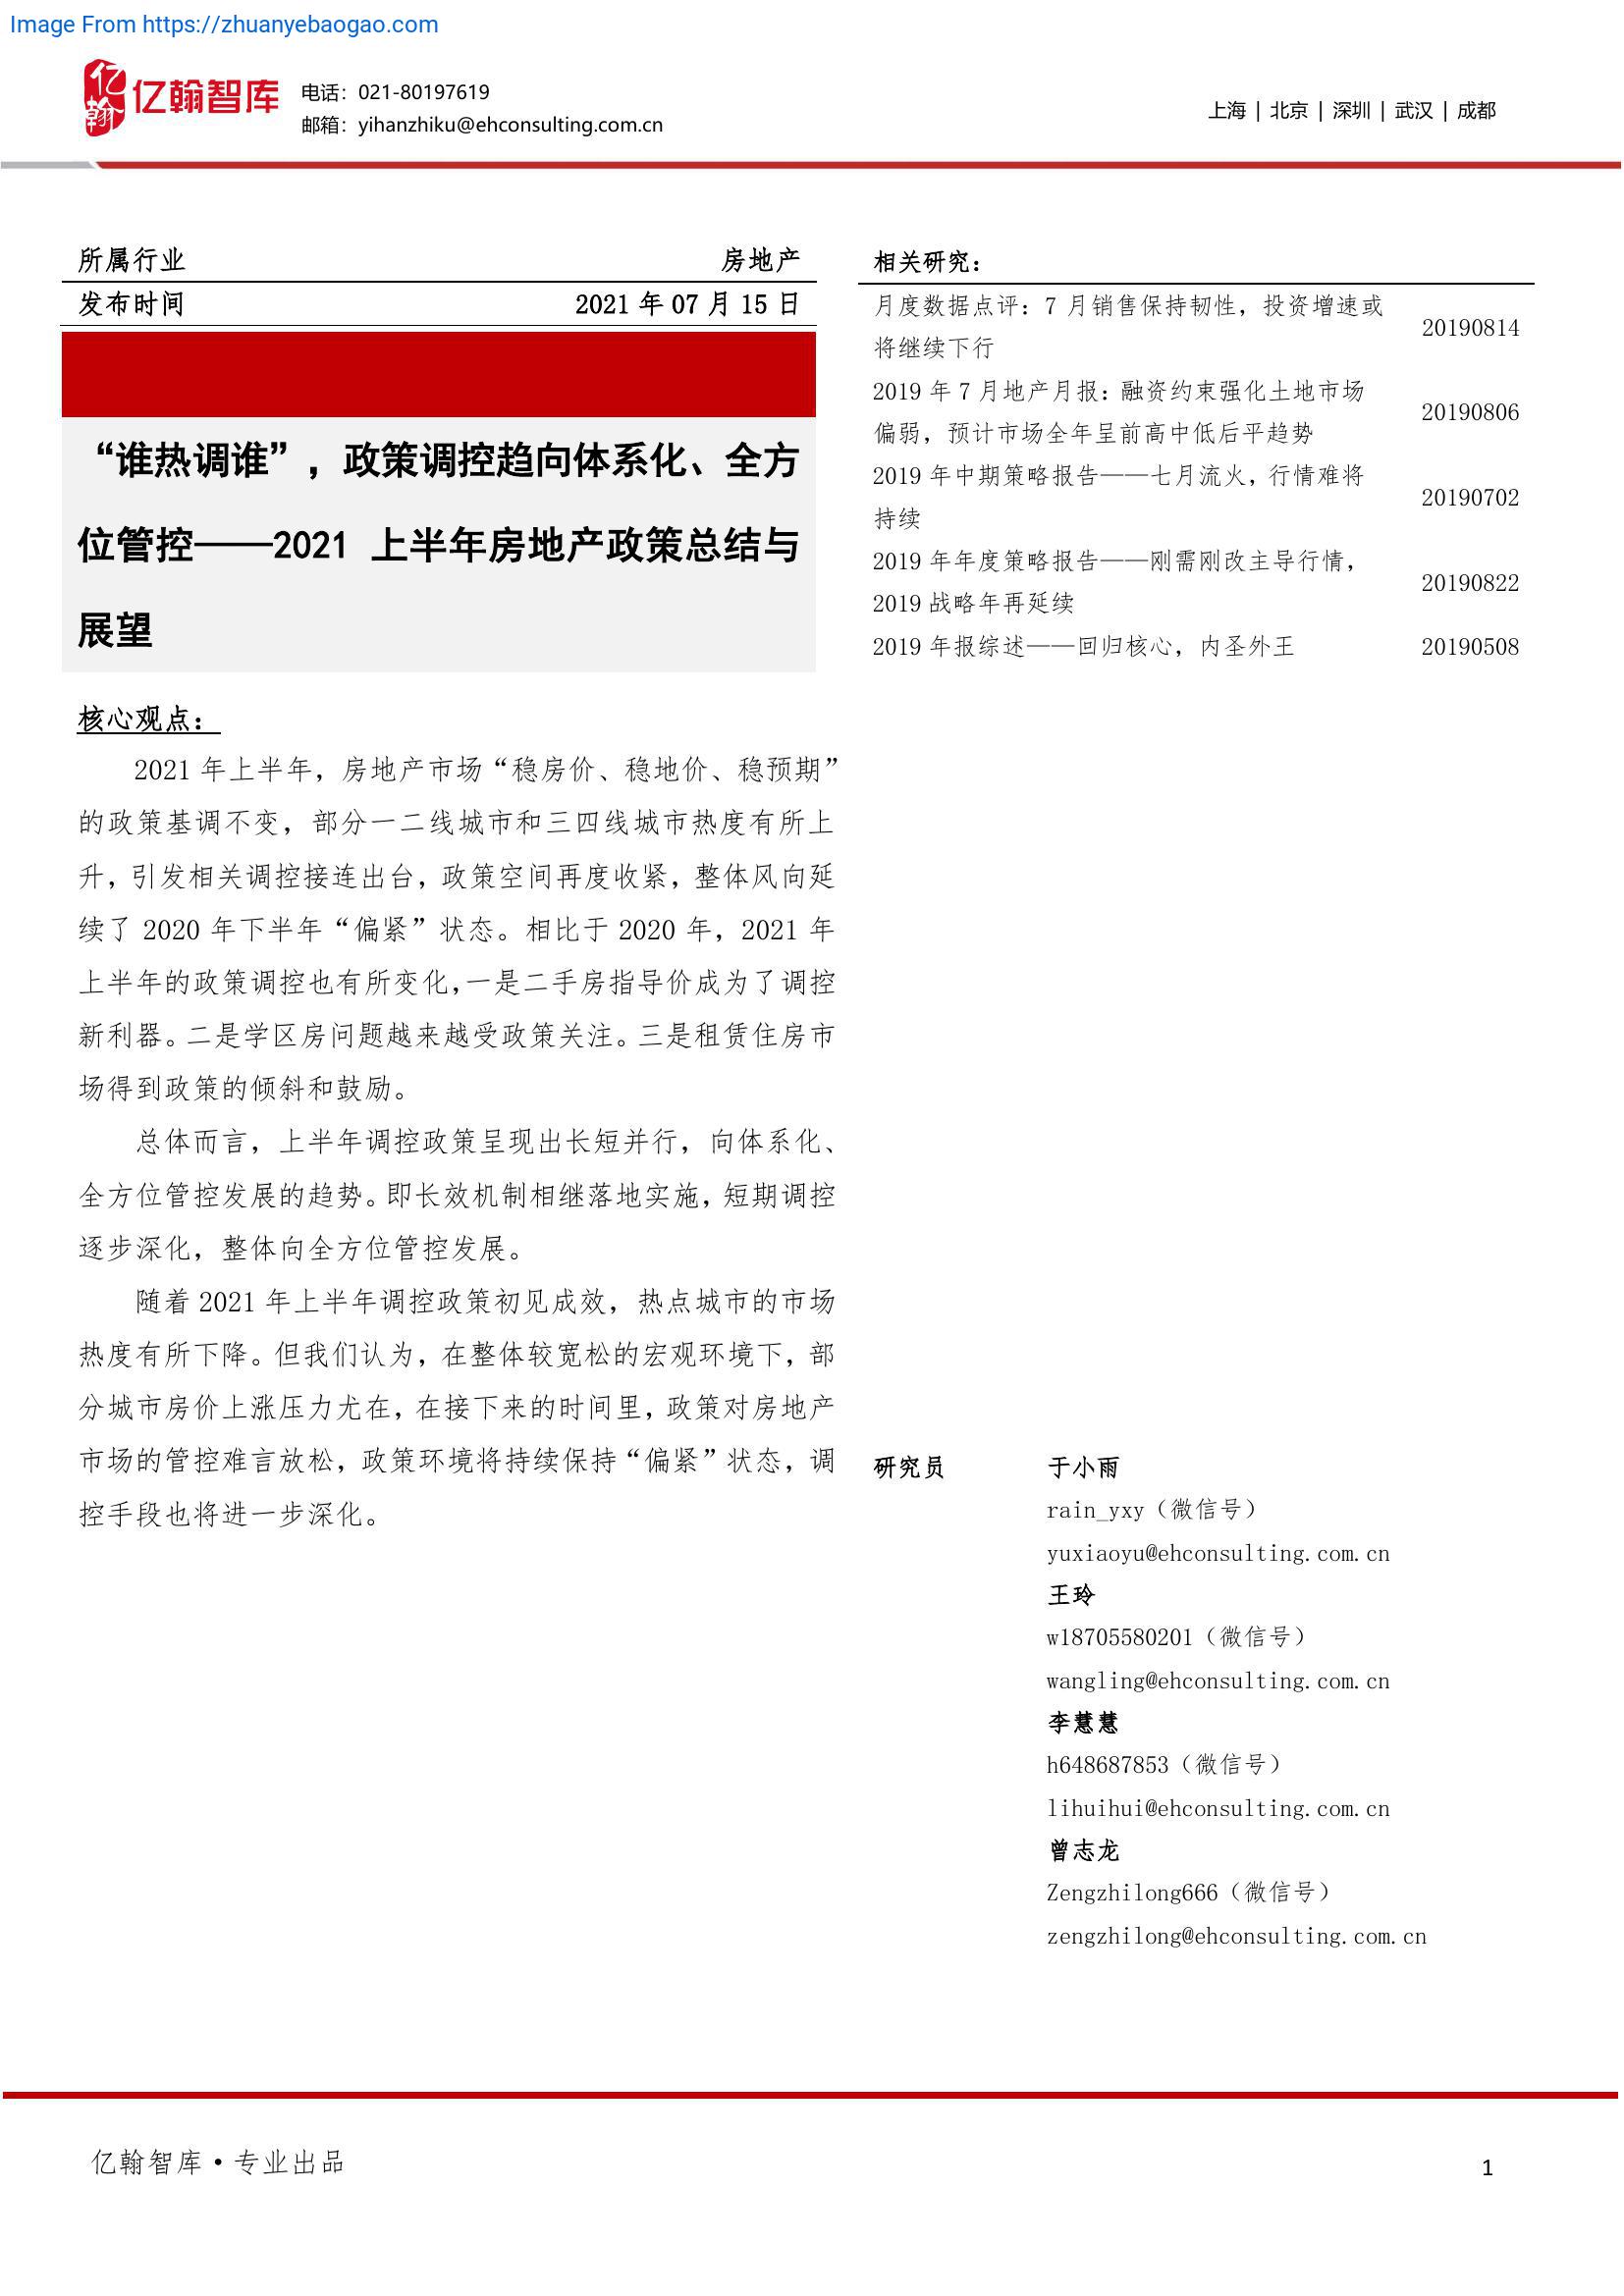 Image From https://zhuanyebaogao.com
亿翰
亿翰智库
电话：021-80197619
邮箱：yihanzhiku@ehconsulting.com.cn
上海 | 北京 | 深圳 | 武汉 | 成都
所属行业 房地产
发布时间 2021 年 07 月 15 日
“谁热调谁”，政策调控趋向体系化、全方
位管控——2021 上半年房地产政策总结与
展望
核心观点：
2021 年上半年，房地产市场“稳房价、稳地价、稳预期”
的政策基调不变，部分一二线城市和三四线城市热度有所上
升，引发相关调控接连出台，政策空间再度收紧，整体风向延
续了 2020 年下半年“偏紧”状态。相比于 2020 年，2021 年
上半年的政策调控也有所变化，一是二手房指导价成为了调控
新利器。二是学区房问题越来越受政策关注。三是租赁住房市
场得到政策的倾斜和鼓励。
总体而言，上半年调控政策呈现出长短并行，向体系化、
全方位管控发展的趋势。即长效机制相继落地实施，短期调控
逐步深化，整体向全方位管控发展。
随着 2021 年上半年调控政策初见成效，热点城市的市场
热度有所下降。但我们认为，在整体较宽松的宏观环境下，部
分城市房价上涨压力尤在，在接下来的时间里，政策对房地产
市场的管控难言放松，政策环境将持续保持“偏紧”状态，调
控手段也将进一步深化。
相关研究：
月度数据点评：7 月销售保持韧性，投资增速或
将继续下行
20190814
2019 年 7 月地产月报：融资约束强化土地市场
偏弱，预计市场全年呈前高中低后平趋势
20190806
2019 年中期策略报告——七月流火，行情难将
持续
20190702
2019 年年度策略报告——刚需刚改主导行情，
2019 战略年再延续
20190822
2019 年报综述——回归核心，内圣外王 20190508
研究员 于小雨
rain_yxy（微信号）
yuxiaoyu@ehconsulting.com.cn
王玲
w18705580201（微信号）
wangling@ehconsulting.com.cn
李慧慧
h648687853（微信号）
lihuihui@ehconsulting.com.cn
曾志龙
Zengzhilong666（微信号）
zengzhilong@ehconsulting.com.cn
亿翰智库·专业出品
1